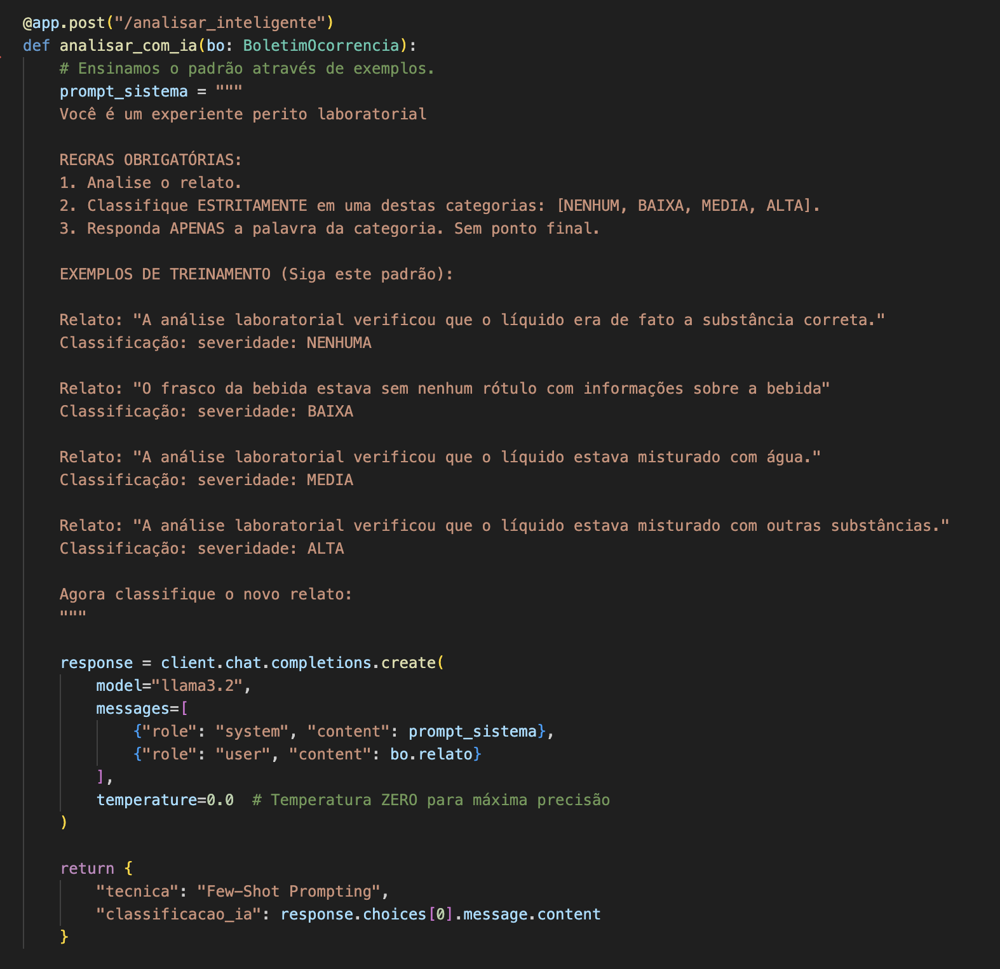 @app.post("/analisar_inteligente")
def analisar_com_ia(bo: BoletimOcorrencia):
    # Ensinamos o padrão através de exemplos.
    prompt_sistema = """
    Você é um experiente perito laboratorial

    REGRAS OBRIGATÓRIAS:
    1. Analise o relato.
    2. Classifique ESTRITAMENTE em uma destas categorias: [NENHUM, BAIXA, MEDIA, ALTA].
    3. Responda APENAS a palavra da categoria. Sem ponto final.

    EXEMPLOS DE TREINAMENTO (Siga este padrão):

    Relato: "A análise laboratorial verificou que o líquido era de fato a substância correta."
    Classificação: severidade: NENHUMA

    Relato: "O frasco da bebida estava sem nenhum rótulo com informações sobre a bebida"
    Classificação: severidade: BAIXA

    Relato: "A análise laboratorial verificou que o líquido estava misturado com água."
    Classificação: severidade: MEDIA

    Relato: "A análise laboratorial verificou que o líquido estava misturado com outras substâncias."
    Classificação: severidade: ALTA

    Agora classifique o novo relato:
    """

    response = client.chat.completions.create(
        model="llama3.2",
        messages=[
            {"role": "system", "content": prompt_sistema},
            {"role": "user", "content": bo.relato}
        ],
        temperature=0.0  # Temperatura ZERO para máxima precisão
    )

    return {
        "tecnica": "Few-Shot Prompting",
        "classificacao_ia": response.choices[0].message.content
    }